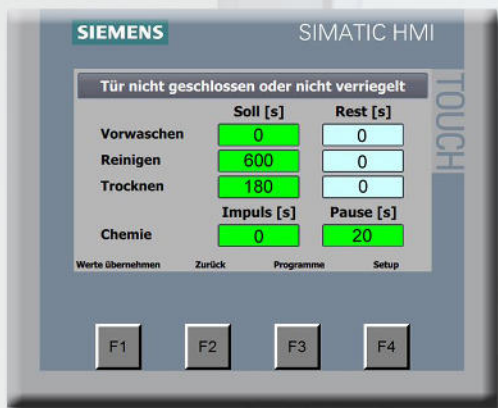 SIEMENS SIMATIC HMI
TOUCH
Tür nicht geschlossen oder nicht verriegelt
Soll [s] Rest [s]
Vorwaschen 0 0
Reinigen 600 0
Trocknen 180 0
Impuls [s] Pause [s]
Chemie 0 20
Werte übernehmen Zurück Programme Setup
F1 F2 F3 F4